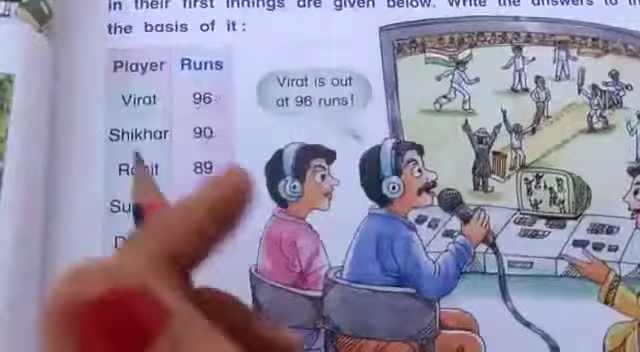 in their first innings are given below. Write the answers to
the basis of it :
Player Runs
Virat 96
Shikhar 90
89
Virat is out
at 96 runs!